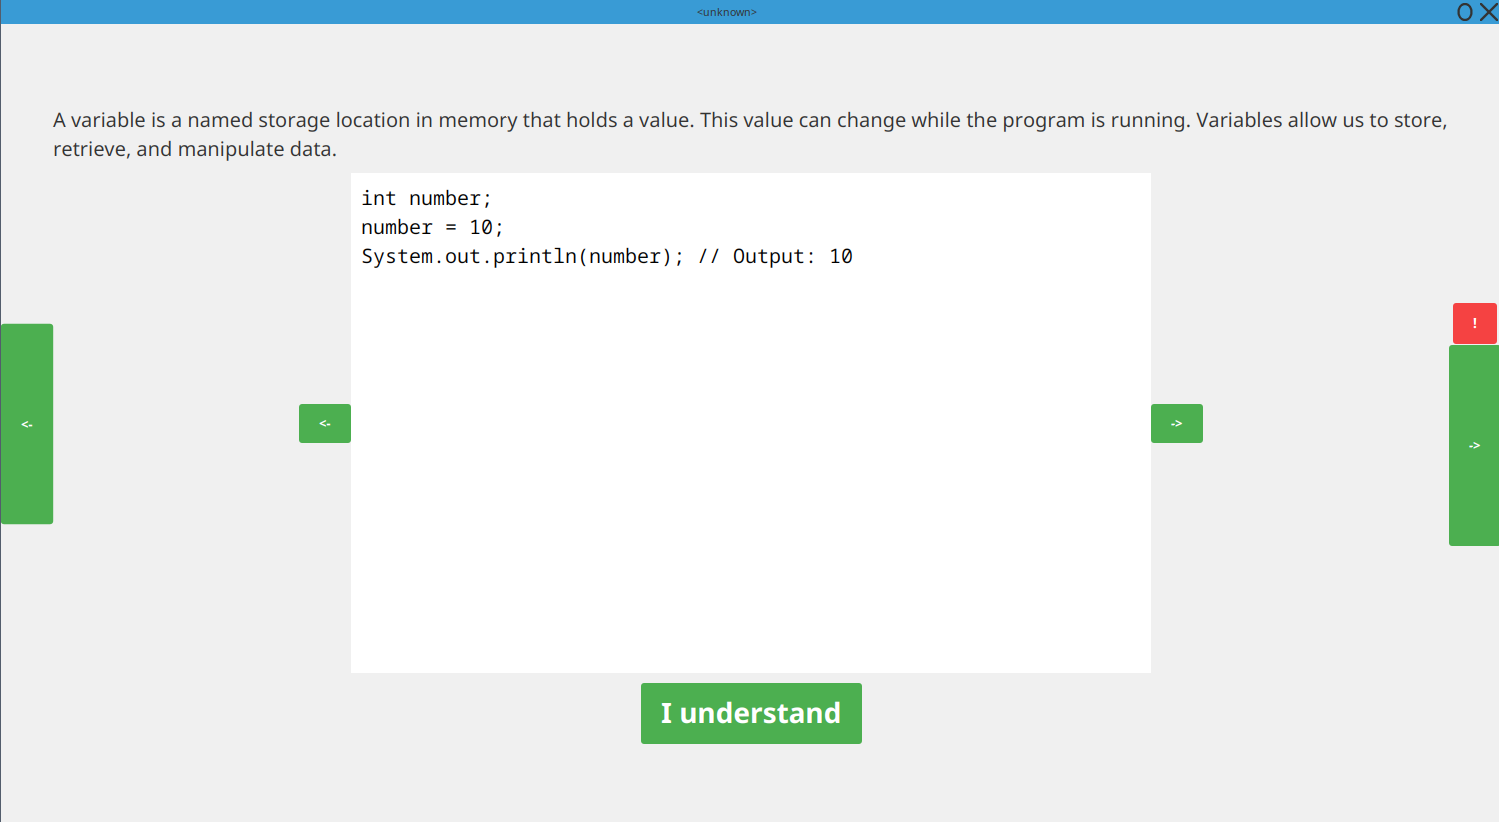 <unknown>
A variable is a named storage location in memory that holds a value. This value can change while the program is running. Variables allow us to store,
retrieve, and manipulate data.
int number;
number = 10;
System.out.println(number); // Output: 10
!
<-
<-
->
->
I understand